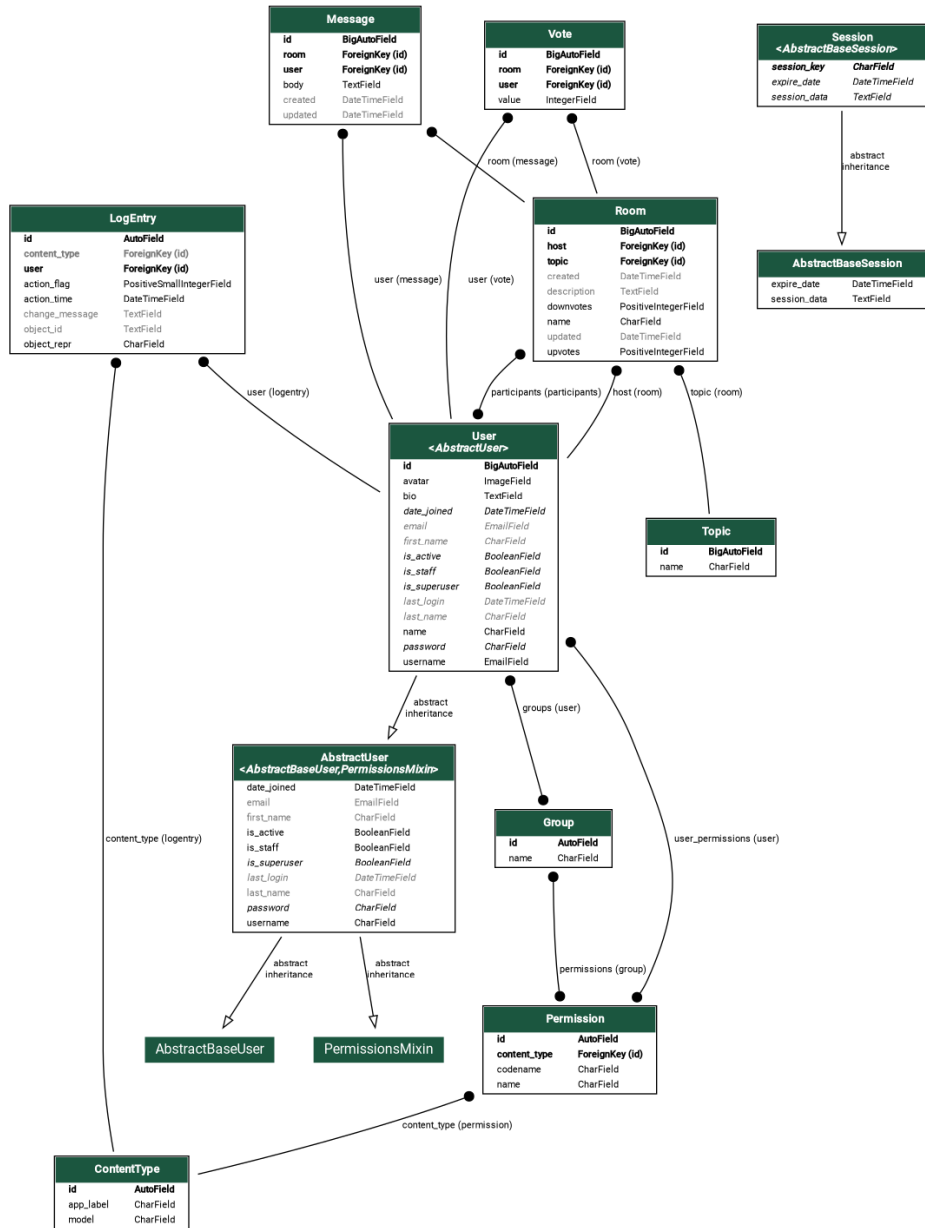 Message
id BigAutoField
room ForeignKey (id)
user ForeignKey (id)
body TextField
created DateTimeField
updated DateTimeField
Vote
id BigAutoField
room ForeignKey (id)
user ForeignKey (id)
value IntegerField
Session
<AbstractBaseSession>
session_key CharField
expire_date DateTimeField
session_data TextField
room (message)
room (vote)
abstract
inheritance
LogEntry
id AutoField
content_type ForeignKey (id)
user ForeignKey (id)
action_flag PositiveSmallIntegerField
action_time DateTimeField
change_message TextField
object_id TextField
object_repr CharField
user (message)
user (vote)
Room
id BigAutoField
host ForeignKey (id)
topic ForeignKey (id)
created DateTimeField
description TextField
downvotes PositiveIntegerField
name CharField
updated DateTimeField
upvotes PositiveIntegerField
AbstractBaseSession
expire_date DateTimeField
session_data TextField
user (logentry)
participants (participants)
host (room)
topic (room)
User
<AbstractUser>
id BigAutoField
avatar ImageField
bio TextField
date_joined DateTimeField
email EmailField
first_name CharField
is_active BooleanField
is_staff BooleanField
is_superuser BooleanField
last_login DateTimeField
last_name CharField
name CharField
password CharField
username EmailField
Topic
id BigAutoField
name CharField
abstract
inheritance
groups (user)
AbstractUser
<AbstractBaseUser,PermissionsMixin>
date_joined DateTimeField
email EmailField
first_name CharField
is_active BooleanField
is_staff BooleanField
is_superuser BooleanField
last_login DateTimeField
last_name CharField
password CharField
username CharField
Group
id AutoField
name CharField
content_type (logentry)
user_permissions (user)
abstract
inheritance
abstract
inheritance
permissions (group)
AbstractBaseUser
PermissionsMixin
Permission
id AutoField
content_type ForeignKey (id)
codename CharField
name CharField
content_type (permission)
ContentType
id AutoField
app_label CharField
model CharField